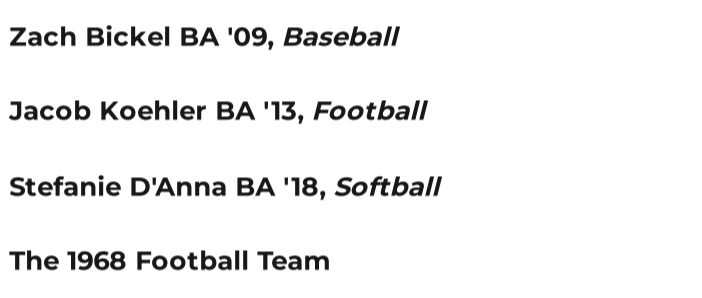 Zach Bickel BA '09, Baseball
Jacob Koehler BA '13, Football
Stefanie D'Anna BA '18, Softball
The 1968 Football Team